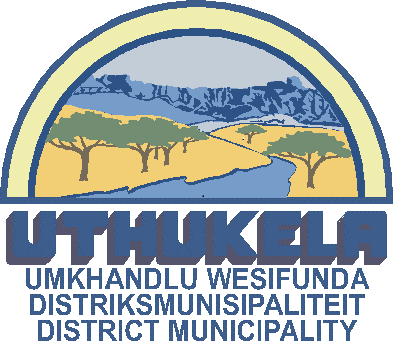 UTHUKELA
UMKHANDLU WESIFUNDA
DISTRIKSMUNISIPALITEIT
DISTRICT MUNICIPALITY